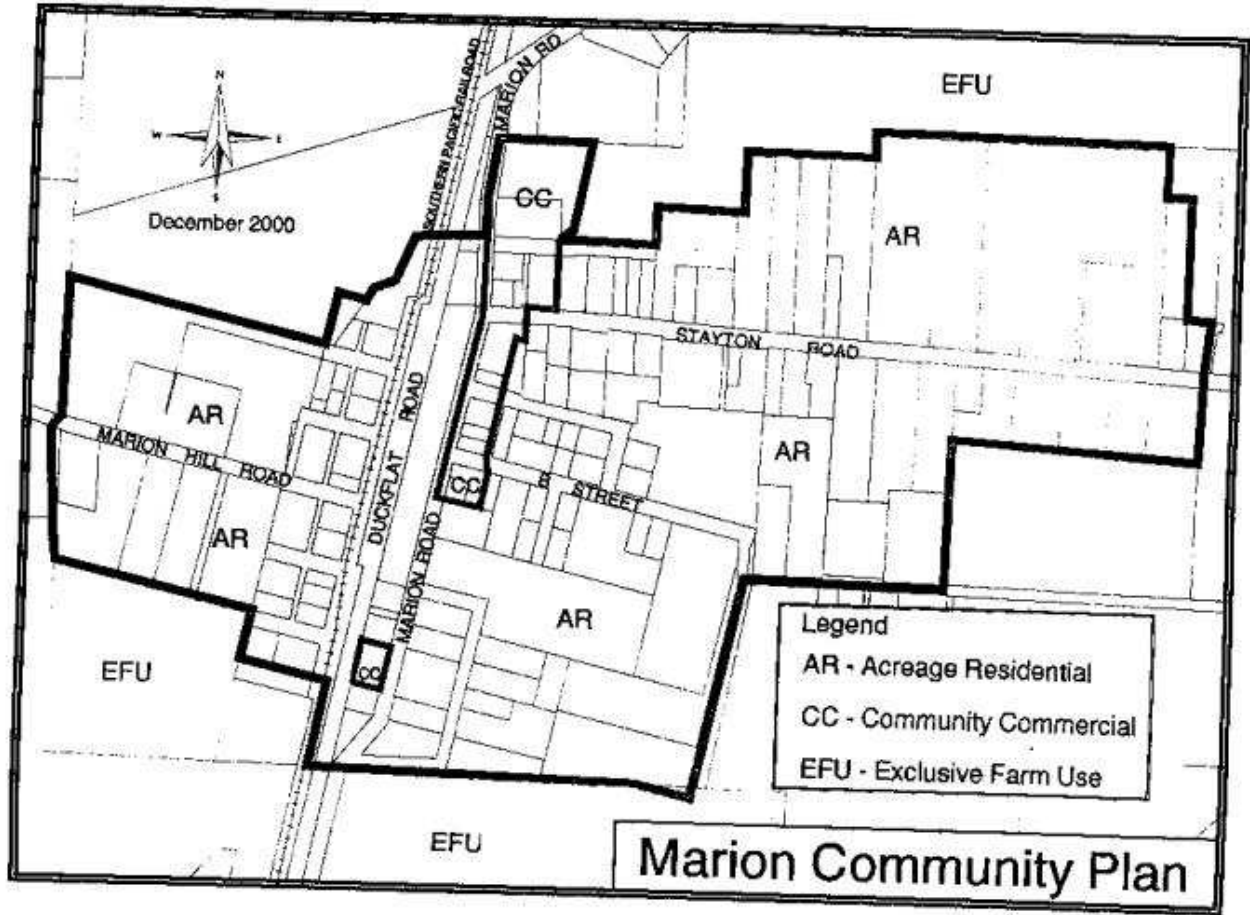 SOUTHERN PACIFIC RAILROAD
MARION RD
EFU
N
W
E
S
December 2000
CC
AR
STAYTON ROAD
AR
MARION HILL ROAD
AR
DUCKFLAT ROAD
CC
B STREET
AR
MARION ROAD
AR
CC
EFU
EFU
Legend
AR - Acreage Residential
CC - Community Commercial
EFU - Exclusive Farm Use
Marion Community Plan